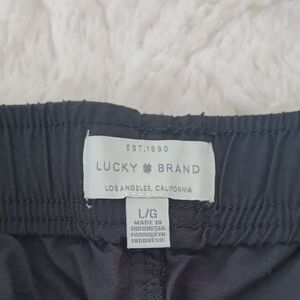 EST. 1990
LUCKY BRAND
LOS ANGELES, CALIFORNIA
L/G
MADE IN
INDONESIA
FABRIQUÉ EN
INDONÉSIE